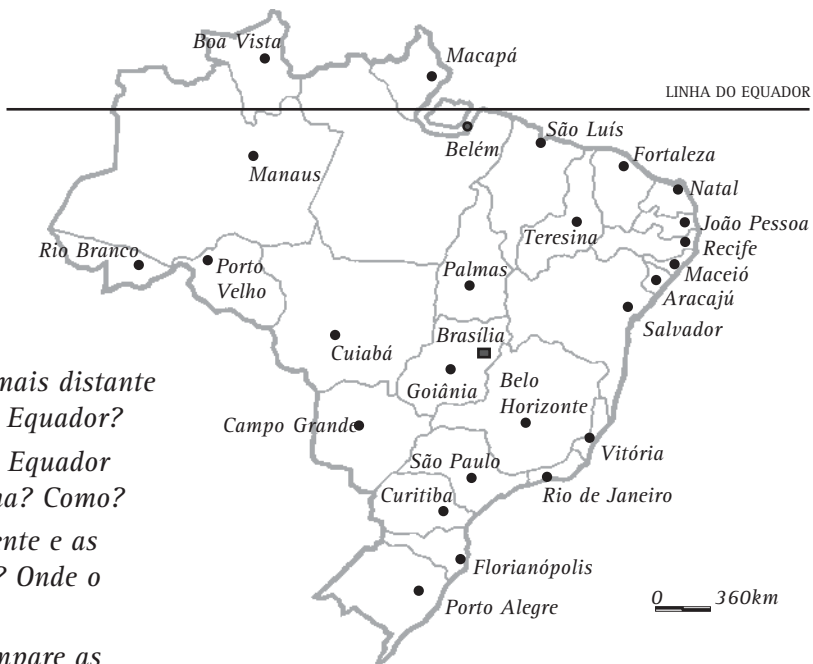 Boa Vista
Macapá
LINHA DO EQUADOR
Belém
São Luís
Fortaleza
Manaus
Natal
João Pessoa
Teresina
Recife
Rio Branco
Porto
Velho
Palmas
Maceió
Aracajú
Salvador
Brasília
Cuiabá
Goiânia
Belo
Horizonte
Campo Grande
Vitória
São Paulo
Curitiba
Rio de Janeiro
Florianópolis
Porto Alegre
0 360km
mais distante
Equador?
Equador
? Como?
e as
? Onde o
as